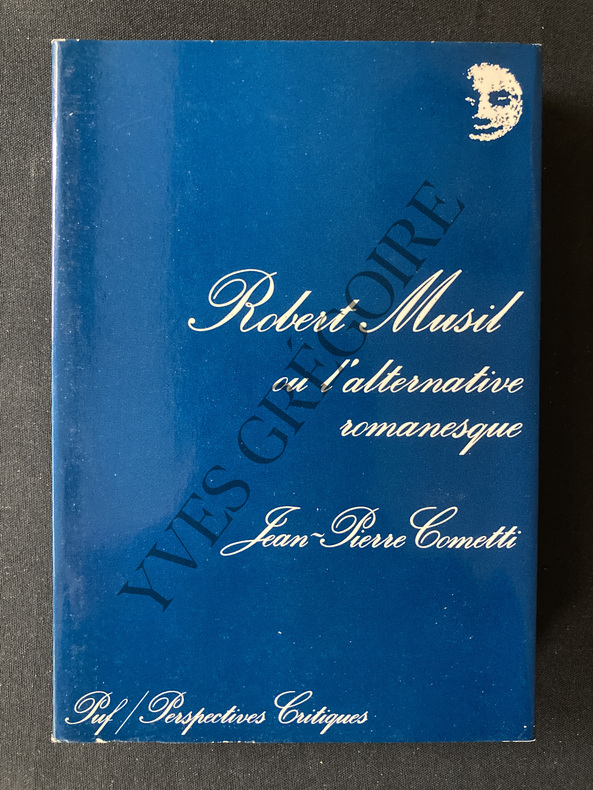 Robert Musil
ou l'alternative
romanesque
Jean-Pierre Cometti
Puf / Perspectives Critiques
YVES GRÉGOIRE